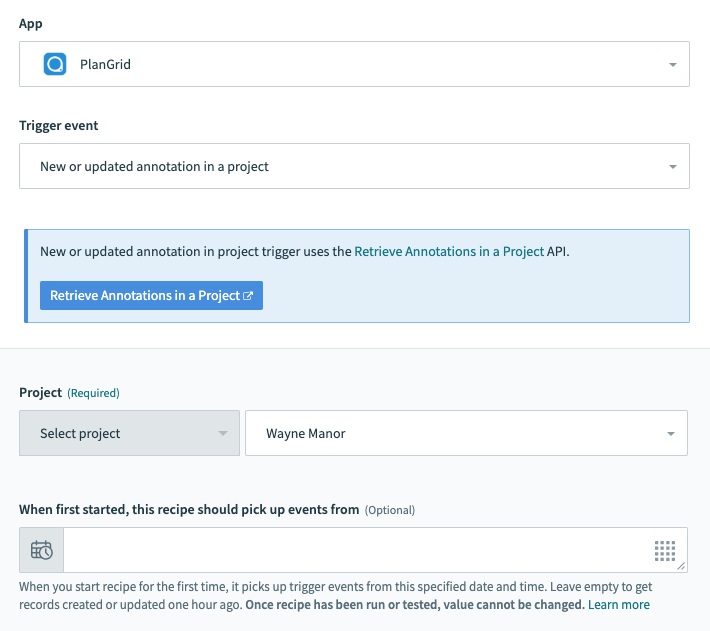 App
PlanGrid
Trigger event
New or updated annotation in a project
New or updated annotation in project trigger uses the Retrieve Annotations in a Project API.
Retrieve Annotations in a Project
Project (Required)
Select project
Wayne Manor
When first started, this recipe should pick up events from (Optional)
When you start recipe for the first time, it picks up trigger events from this specified date and time. Leave empty to get
records created or updated one hour ago. Once recipe has been run or tested, value cannot be changed. Learn more